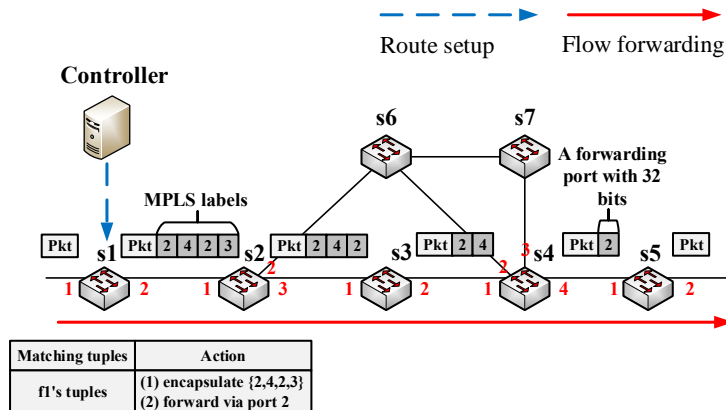 Route setup
Flow forwarding
Controller
s6
s7
A forwarding
port with 32
bits
MPLS labels
Pkt
s1
Pkt 2 4 2 3
s2
Pkt 2 4 2
s3
Pkt 2 4
s4
Pkt 2
s5
Pkt
1 2
1 2 3
1 2
1 2 3 4
1 2
Matching tuples Action
f1's tuples (1) encapsulate {2,4,2,3}
(2) forward via port 2